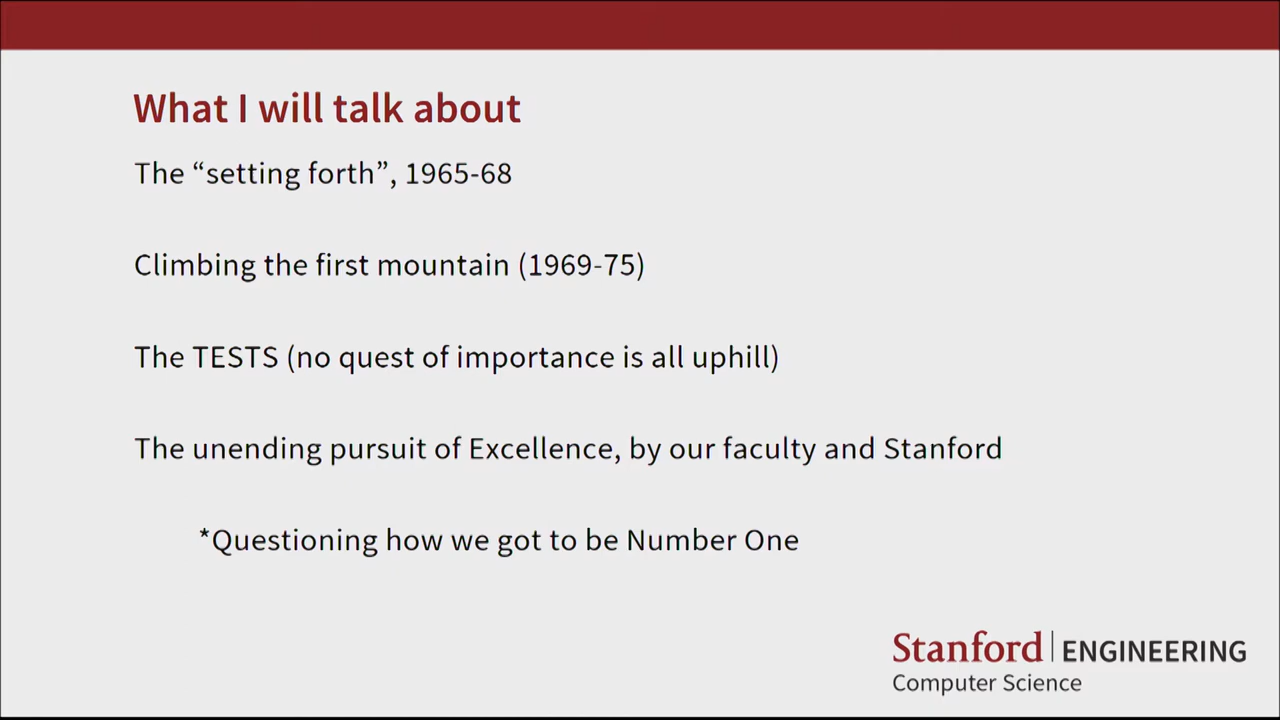 What I will talk about
The “setting forth”, 1965-68
Climbing the first mountain (1969-75)
The TESTS (no quest of importance is all uphill)
The unending pursuit of Excellence, by our faculty and Stanford
*Questioning how we got to be Number One
Stanford | ENGINEERING
Computer Science